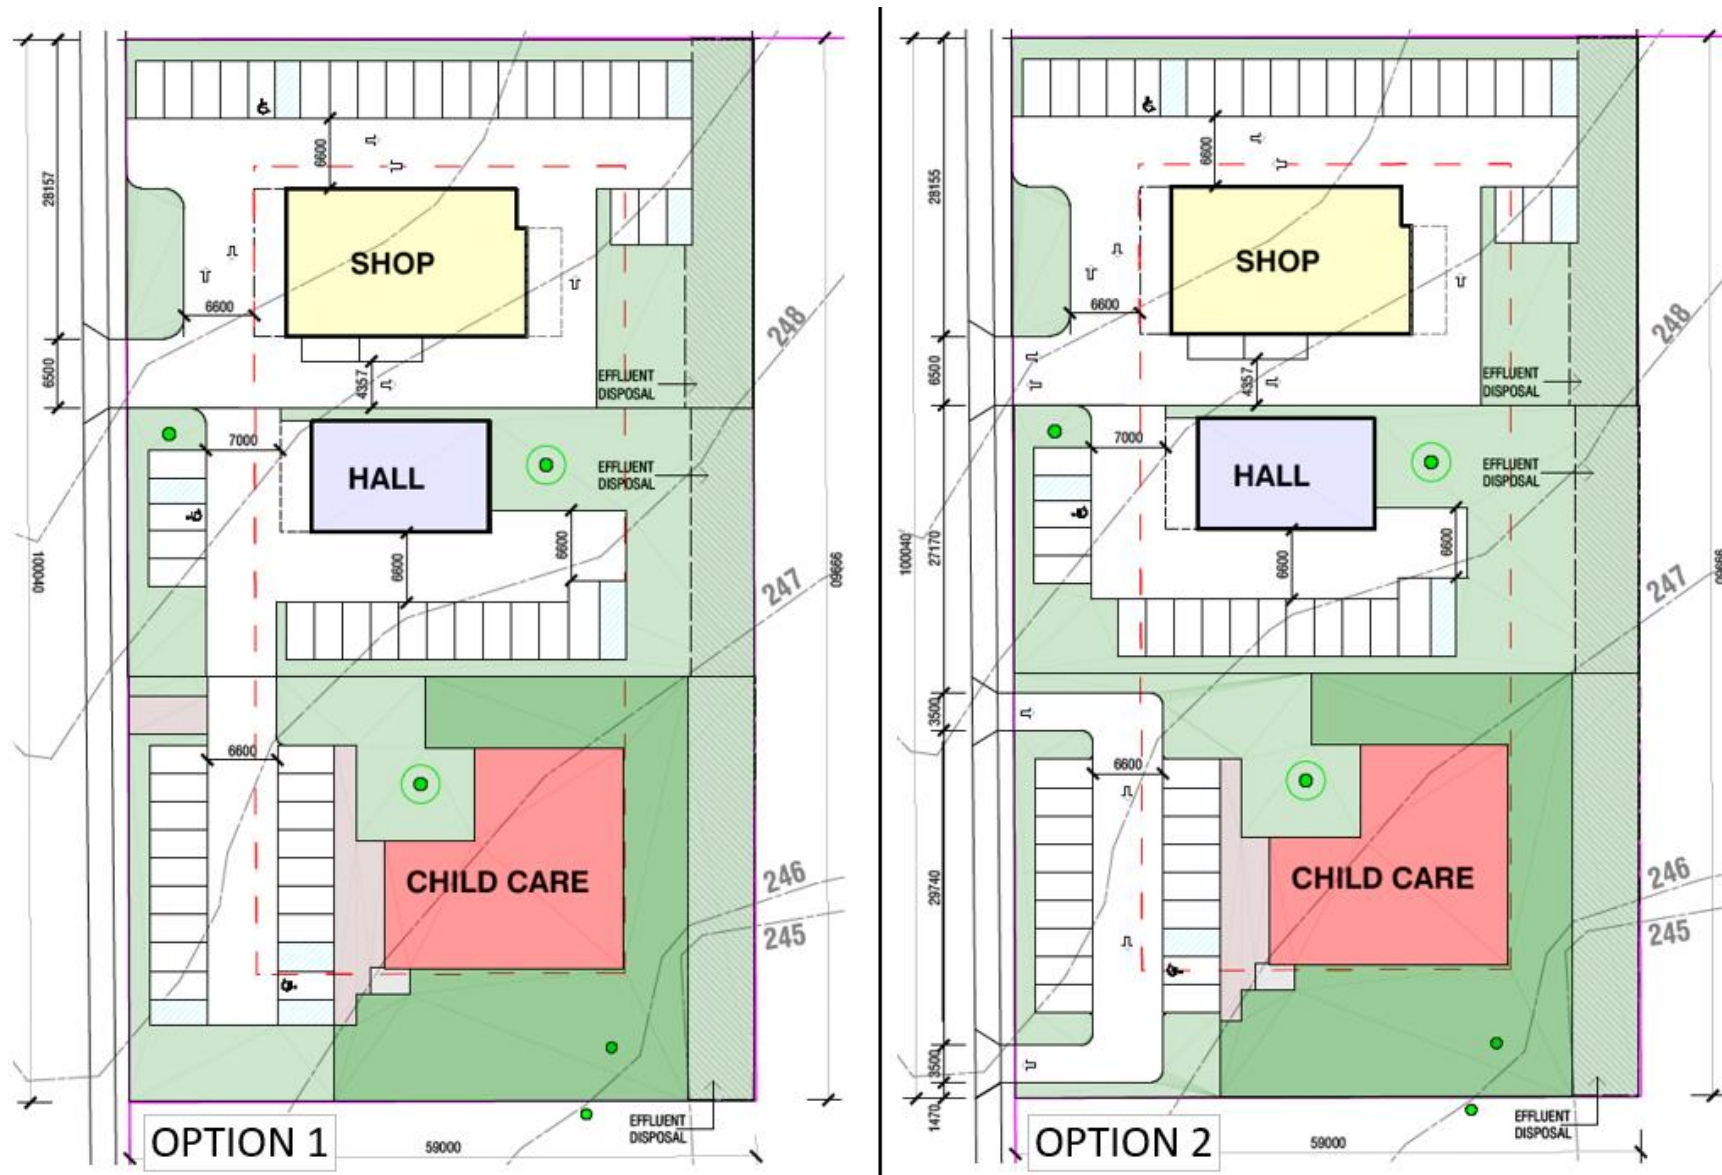 6600
28157
SHOP
6600
248
6500
4357
EFFLUENT
DISPOSAL
7000
HALL
EFFLUENT
DISPOSAL
6600
6600
100040
247
99960
6600
CHILD CARE
246
245
EFFLUENT
DISPOSAL
OPTION 1
59000
6600
28155
SHOP
6600
248
6500
4357
EFFLUENT
DISPOSAL
7000
HALL
EFFLUENT
DISPOSAL
6600
6600
100040
27170
247
99960
3500
6600
CHILD CARE
29740
246
245
3500
1470
EFFLUENT
DISPOSAL
OPTION 2
59000